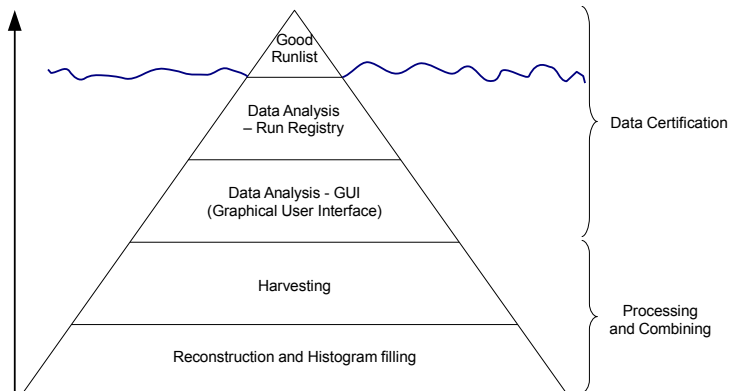 Good
Runlist
Data Analysis
– Run Registry
Data Certification
Data Analysis - GUI
(Graphical User Interface)
Harvesting
Processing
and Combining
Reconstruction and Histogram filling